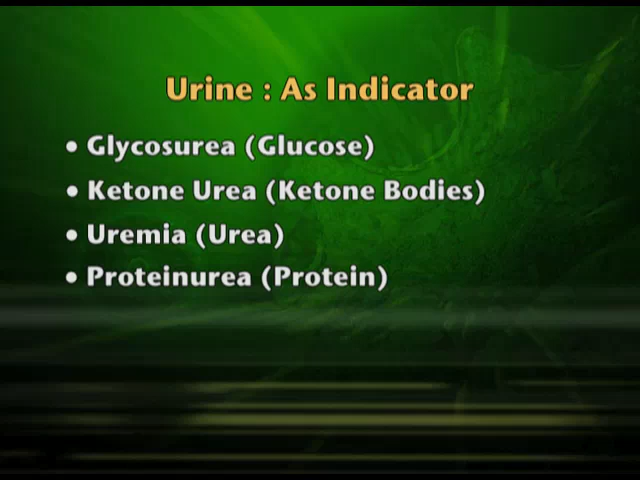 Urine : As Indicator
• Glycosurea (Glucose)
• Ketone Urea (Ketone Bodies)
• Uremia (Urea)
• Proteinurea (Protein)